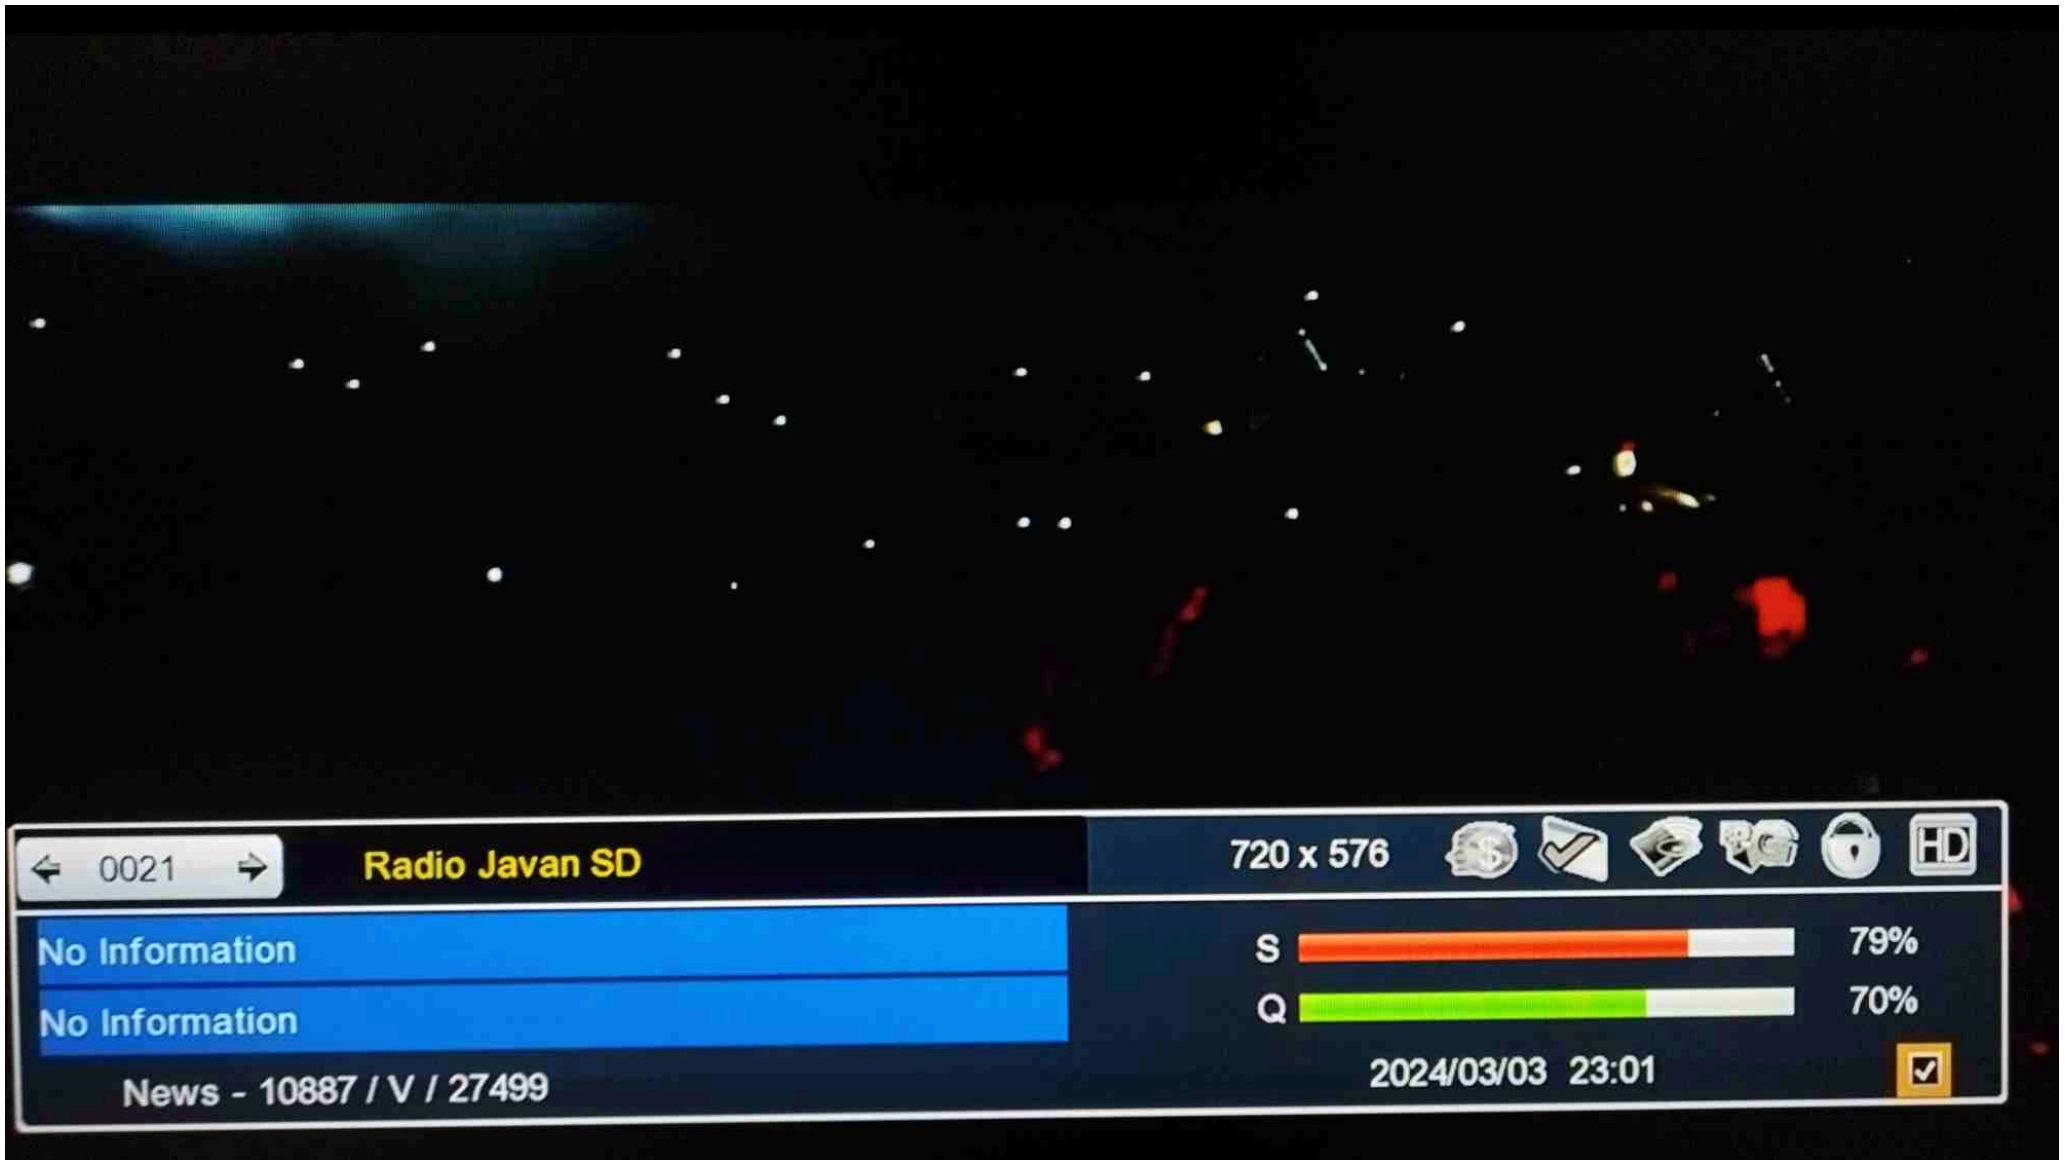 0021
Radio Javan SD
720 x 576
HD
No Information
No Information
S 79%
Q 70%
News - 10887 / V / 27499
2024/03/03 23:01